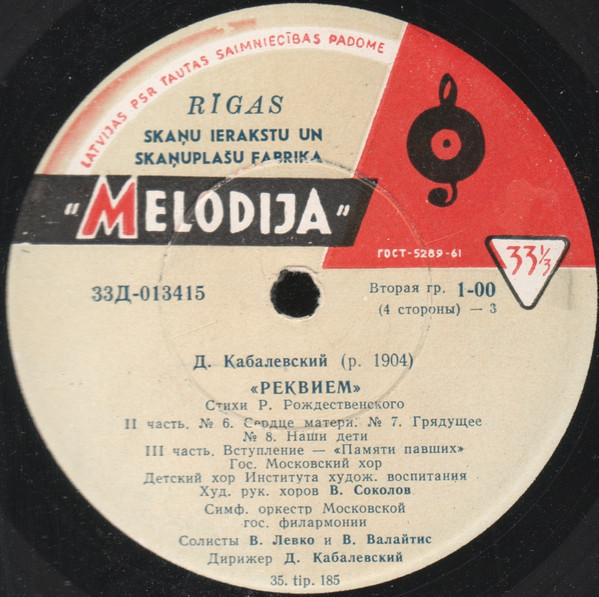 LATVIJAS PSR TAUTAS SAIMNIECĪBAS PADOME
RĪGAS
SKAŅU IERAKSTU UN
SKAŅUPLAŠU FABRIKA
"MELODIJA"
ГОСТ-5289-61
33⅓
33Д-013415
Вторая гр. 1-00
(4 стороны) — 3
Д. Кабалевский (р. 1904)
«РЕКВИЕМ»
Стихи Р. Рождественского
II часть. № 6. Сердце матери. № 7. Грядущее
№ 8. Наши дети
III часть. Вступление — «Памяти павших»
Гос. Московский хор
Детский хор Института худож. воспитания
Худ. рук. хоров В. Соколов
Симф. оркестр Московской
гос. филармонии
Солисты В. Левко и В. Валайтис
Дирижер Д. Кабалевский
35. tip. 185